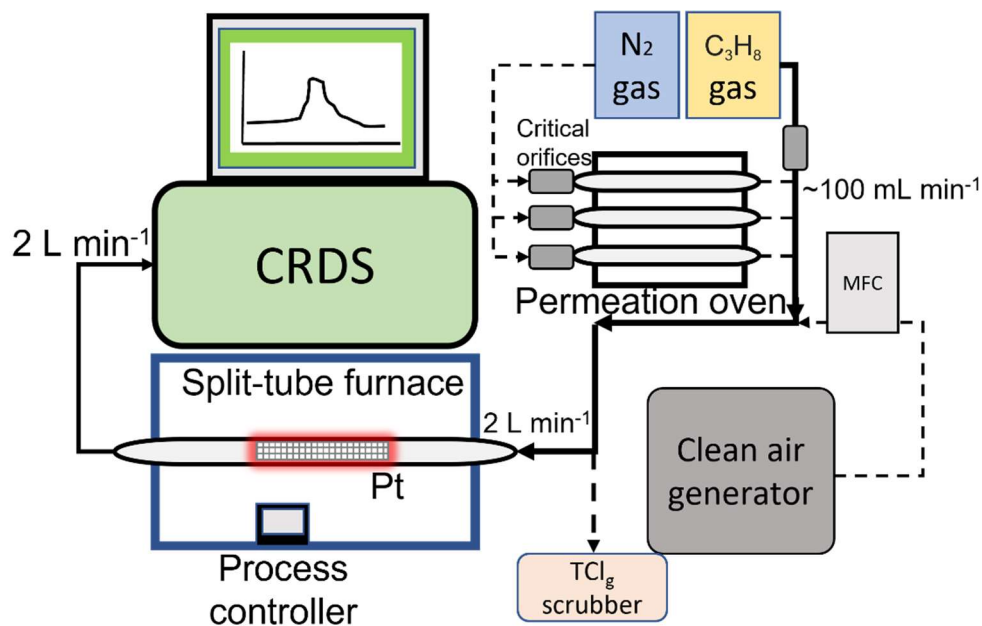 N₂
gas
C₃H₈
gas
Critical
orifices
~100 mL min⁻¹
2 L min⁻¹
CRDS
MFC
Permeation oven
Split-tube furnace
2 L min⁻¹
Pt
Clean air
generator
Process
controller
TCl₉
scrubber